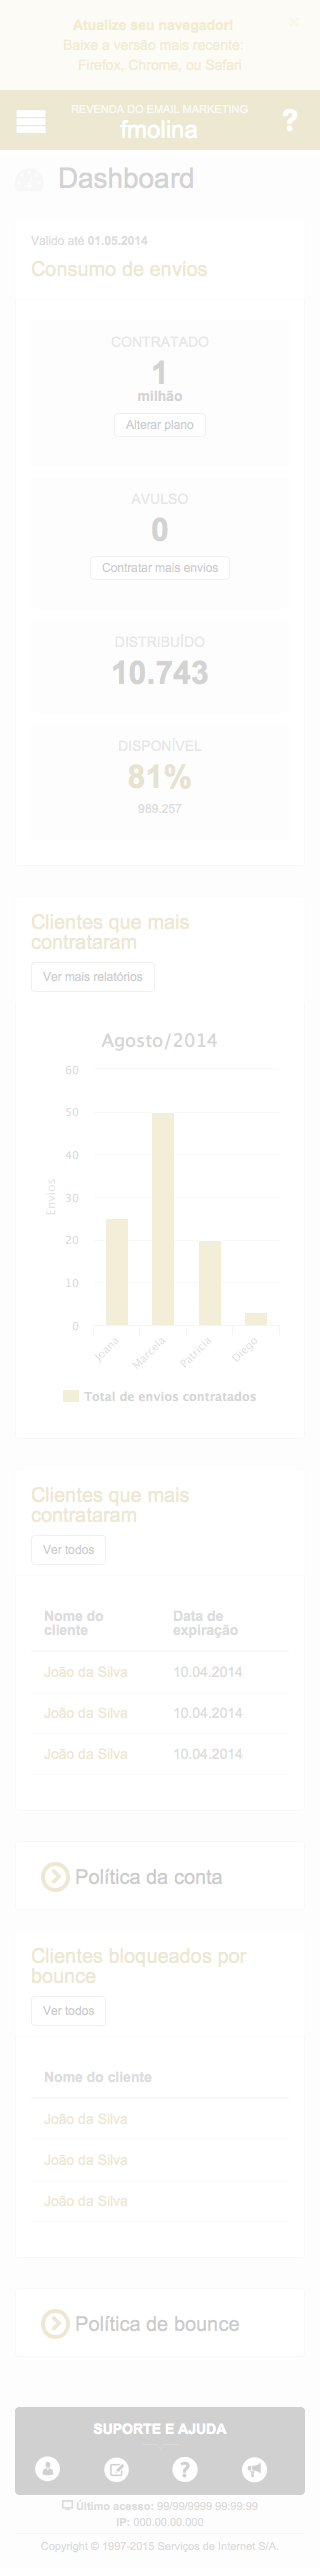 Atualize seu navegador!
×
Baixe a versão mais recente:
Firefox, Chrome, ou Safari
REVENDA DO EMAIL MARKETING
fmolina
?
Dashboard
Valido até 01.05.2014
Consumo de envios
CONTRATADO
1
milhão
Alterar plano
AVULSO
0
Contratar mais envios
DISTRIBUÍDO
10.743
DISPONÍVEL
81%
989.257
Clientes que mais
contrataram
Ver mais relatórios
Agosto/2014
60
50
40
30
20
10
0
Envios
Joana
Marcela
Patricia
Diego
Total de envios contratados
Clientes que mais
contrataram
Ver todos
Nome do cliente
Data de expiração
João da Silva 10.04.2014
João da Silva 10.04.2014
João da Silva 10.04.2014
Política da conta
Clientes bloqueados por
bounce
Ver todos
Nome do cliente
João da Silva
João da Silva
João da Silva
Política de bounce
SUPORTE E AJUDA
?
Último acesso: 99/99/9999 99:99:99
IP: 000.00.00.000
Copyright © 1997-2015 Serviços de Internet S/A.